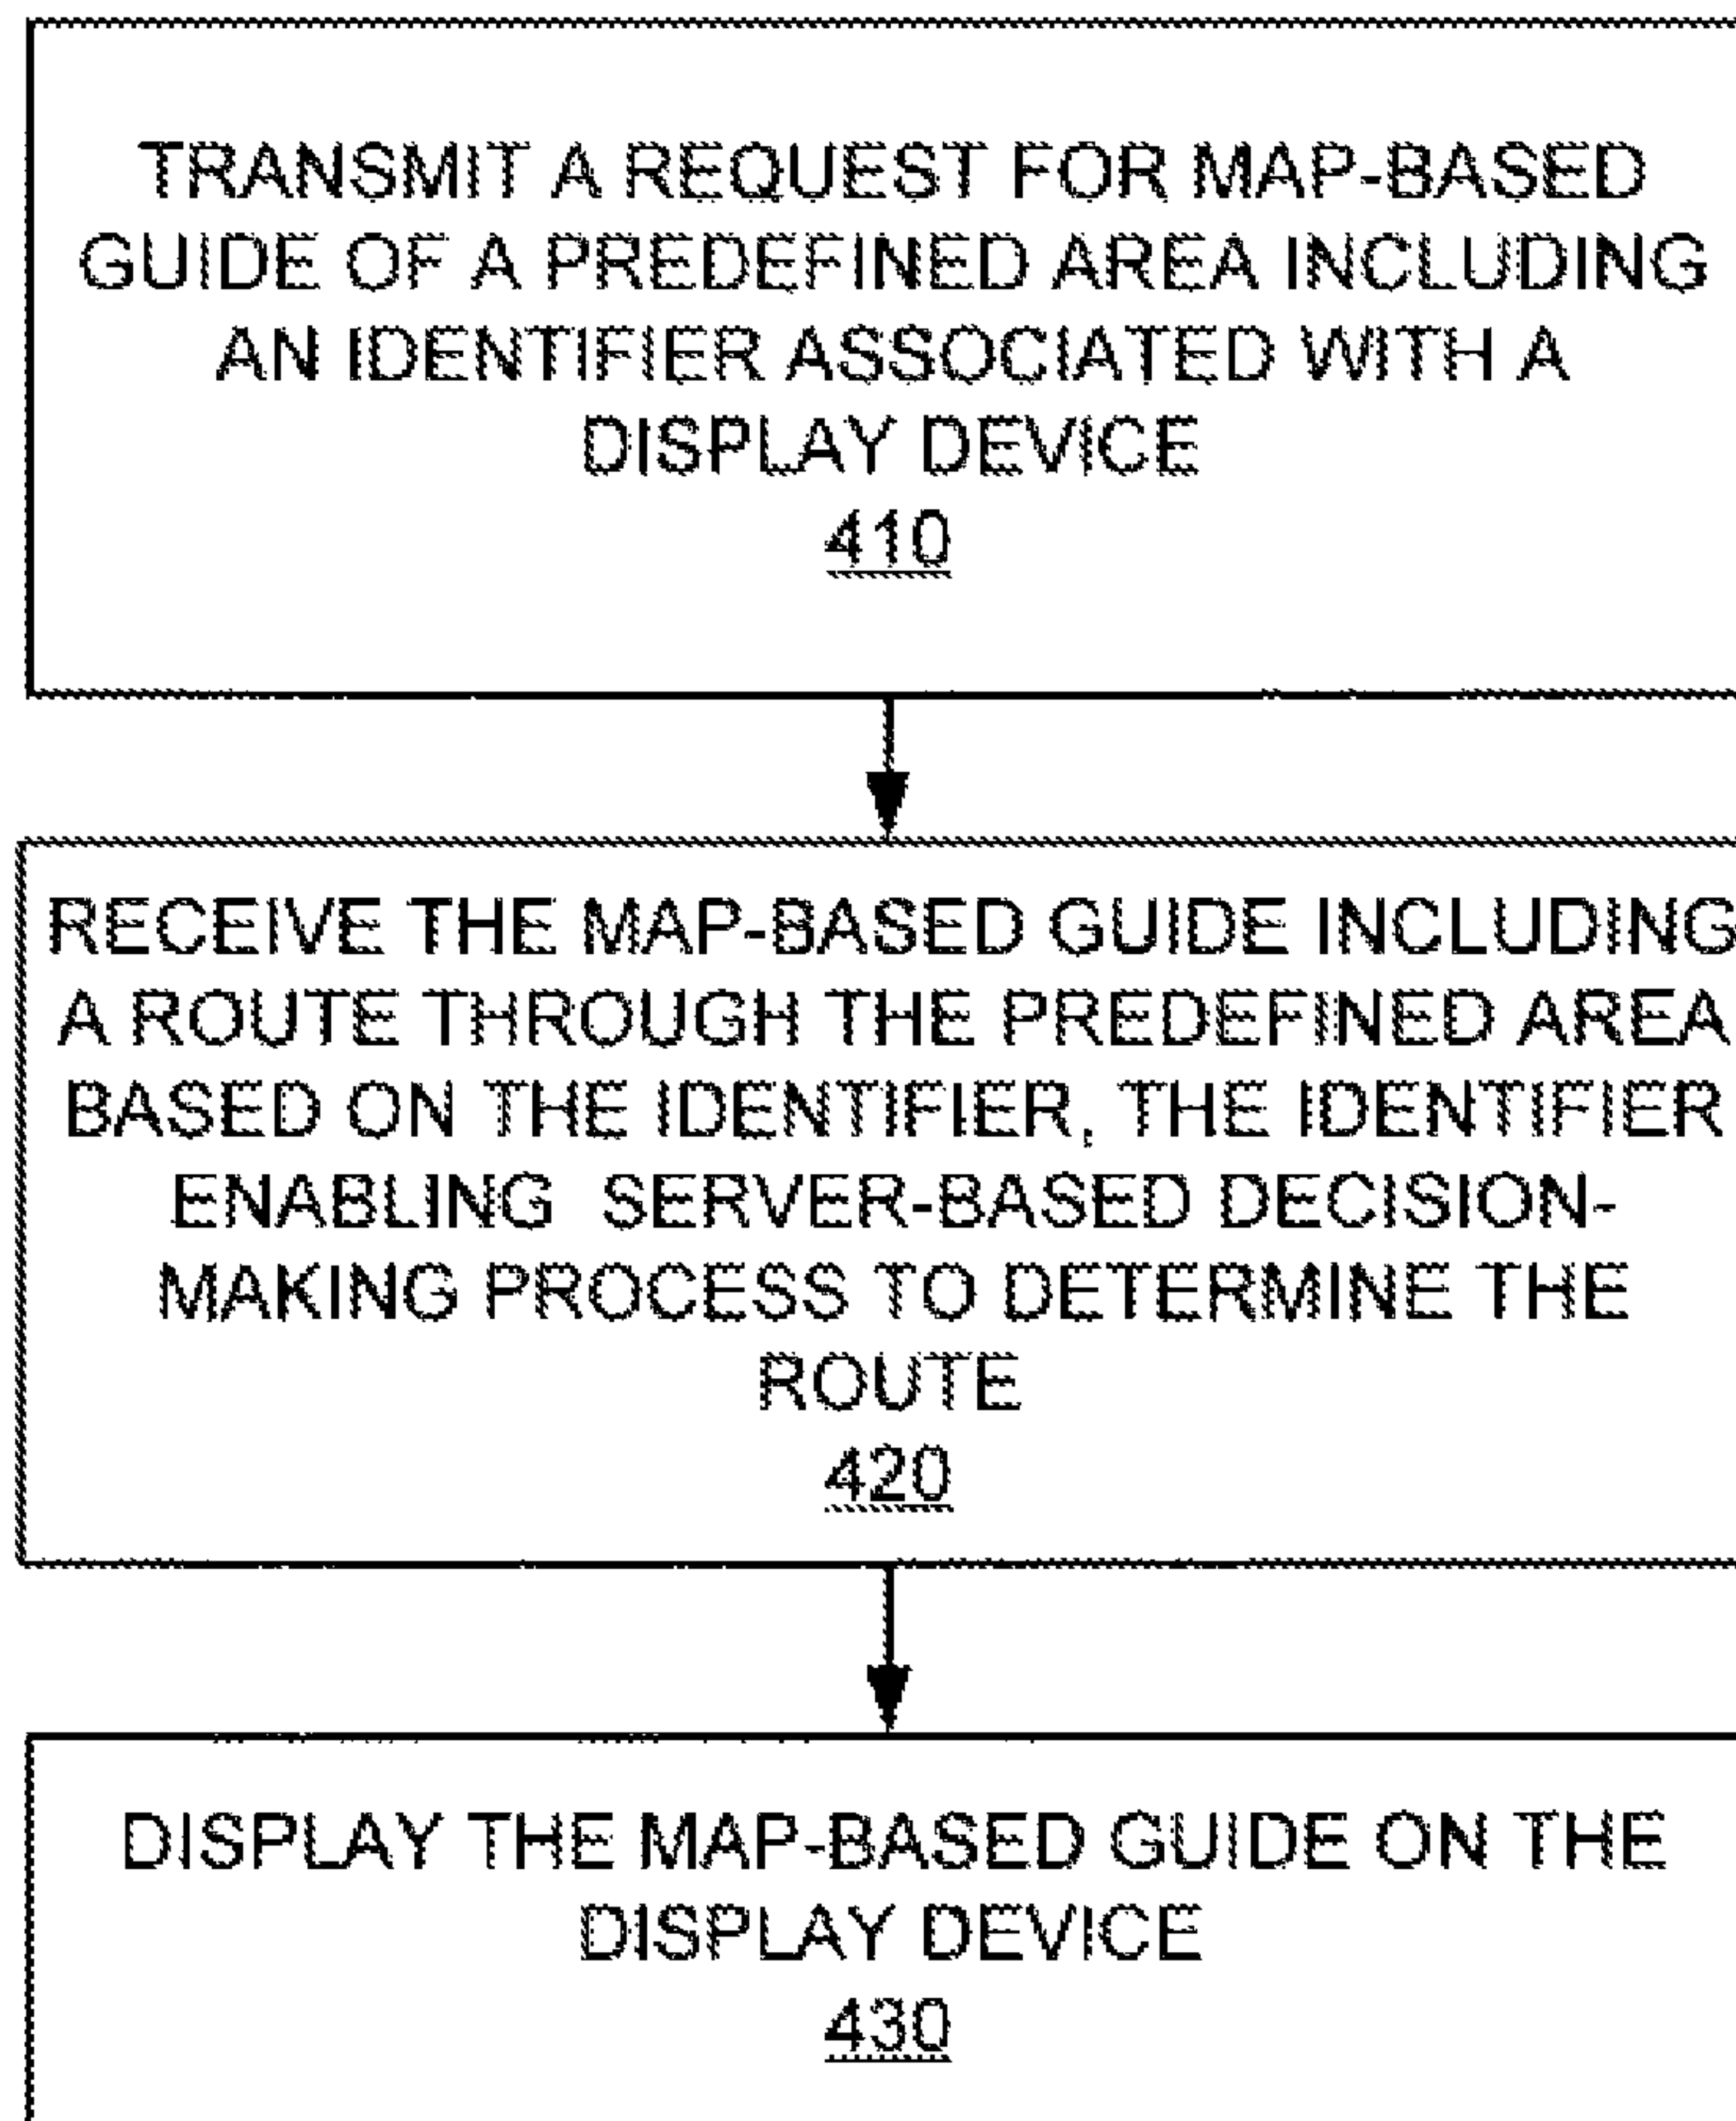 TRANSMIT A REQUEST FOR MAP-BASED
GUIDE OF A PREDEFINED AREA INCLUDING
AN IDENTIFIER ASSOCIATED WITH A
DISPLAY DEVICE
410
RECEIVE THE MAP-BASED GUIDE INCLUDING
A ROUTE THROUGH THE PREDEFINED AREA
BASED ON THE IDENTIFIER, THE IDENTIFIER
ENABLING SERVER-BASED DECISION-
MAKING PROCESS TO DETERMINE THE
ROUTE
420
DISPLAY THE MAP-BASED GUIDE ON THE
DISPLAY DEVICE
430